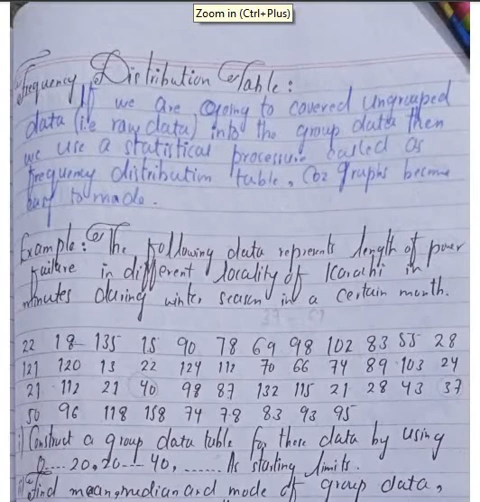 Zoom in (Ctrl+Plus)
Frequency Distribution Table:
If we are going to covered ungrouped
data (i.e raw data) into the group data then
we use a statistical processure called as
frequency distribution table, Coz graphs become
easy to made.
Example: The following data represents length of power
failure in different locality of Karachi in
minutes during winter season in a certain month.
22 18 135 15 90 78 69 98 102 83 55 28
121 120 13 22 124 112 70 66 74 89 103 24
21 112 21 40 98 87 132 115 21 28 43 37
50 96 118 158 74 78 83 93 95
i) Construct a group data table for these data by using
0---20, 20--- 40, ...... As starting limits.
ii) Find mean, median and mode of group data,